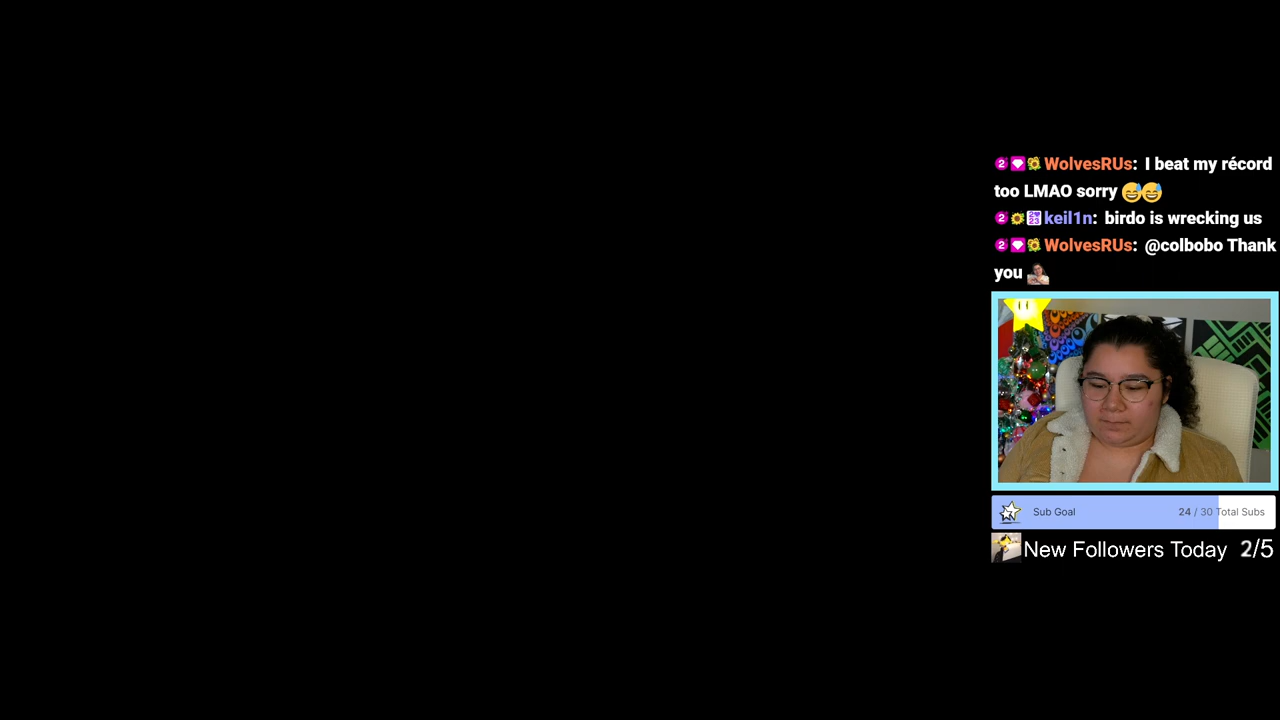 WolvesRUs: I beat my récord
too LMAO sorry 😅😅
keil1n: birdo is wrecking us
WolvesRUs: @colbobo Thank
you
Sub Goal 24 / 30 Total Subs
New Followers Today 2/5